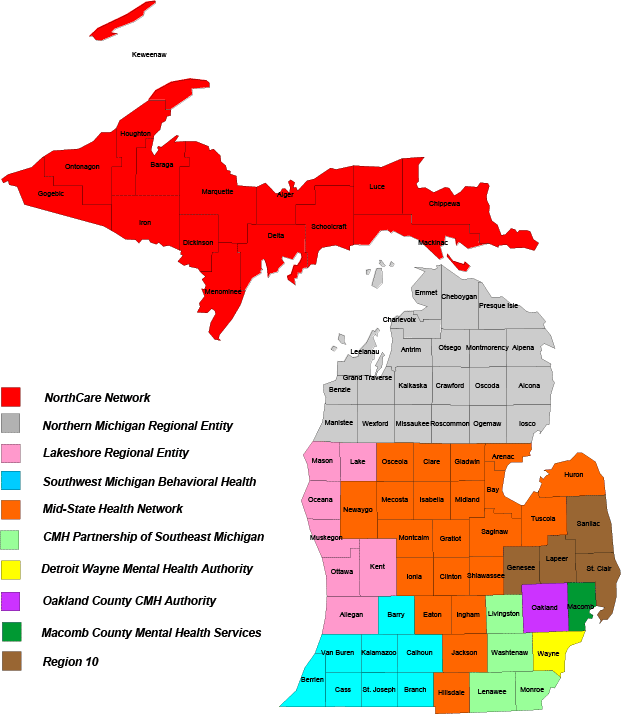 Keweenaw
Houghton
Ontonagon
Baraga
Gogebic
Marquette
Alger
Luce
Chippewa
Iron
Schoolcraft
Delta
Dickinson
Mackinac
Menominee
Emmet
Cheboygan
Presque Isle
Charlevoix
Leelanau
Antrim
Otsego
Montmorency
Alpena
Grand Traverse
Benzie
Kalkaska
Crawford
Oscoda
Alcona
Manistee
Wexford
Missaukee
Roscommon
Ogemaw
Iosco
Mason
Lake
Osceola
Clare
Gladwin
Arenac
Huron
Oceana
Newaygo
Mecosta
Isabella
Midland
Bay
Tuscola
Sanilac
Muskegon
Montcalm
Gratiot
Saginaw
Ottawa
Kent
Ionia
Clinton
Shiawassee
Genesee
Lapeer
St. Clair
Allegan
Barry
Eaton
Ingham
Livingston
Oakland
Macomb
Van Buren
Kalamazoo
Calhoun
Jackson
Washtenaw
Wayne
Berrien
Cass
St. Joseph
Branch
Hillsdale
Lenawee
Monroe
NorthCare Network
Northern Michigan Regional Entity
Lakeshore Regional Entity
Southwest Michigan Behavioral Health
Mid-State Health Network
CMH Partnership of Southeast Michigan
Detroit Wayne Mental Health Authority
Oakland County CMH Authority
Macomb County Mental Health Services
Region 10